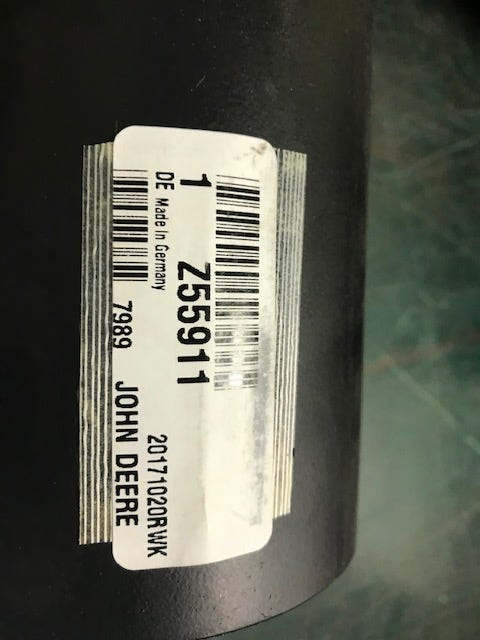 1 Z55911
DE Made In Germany
20171020RWK
7989 JOHN DEERE